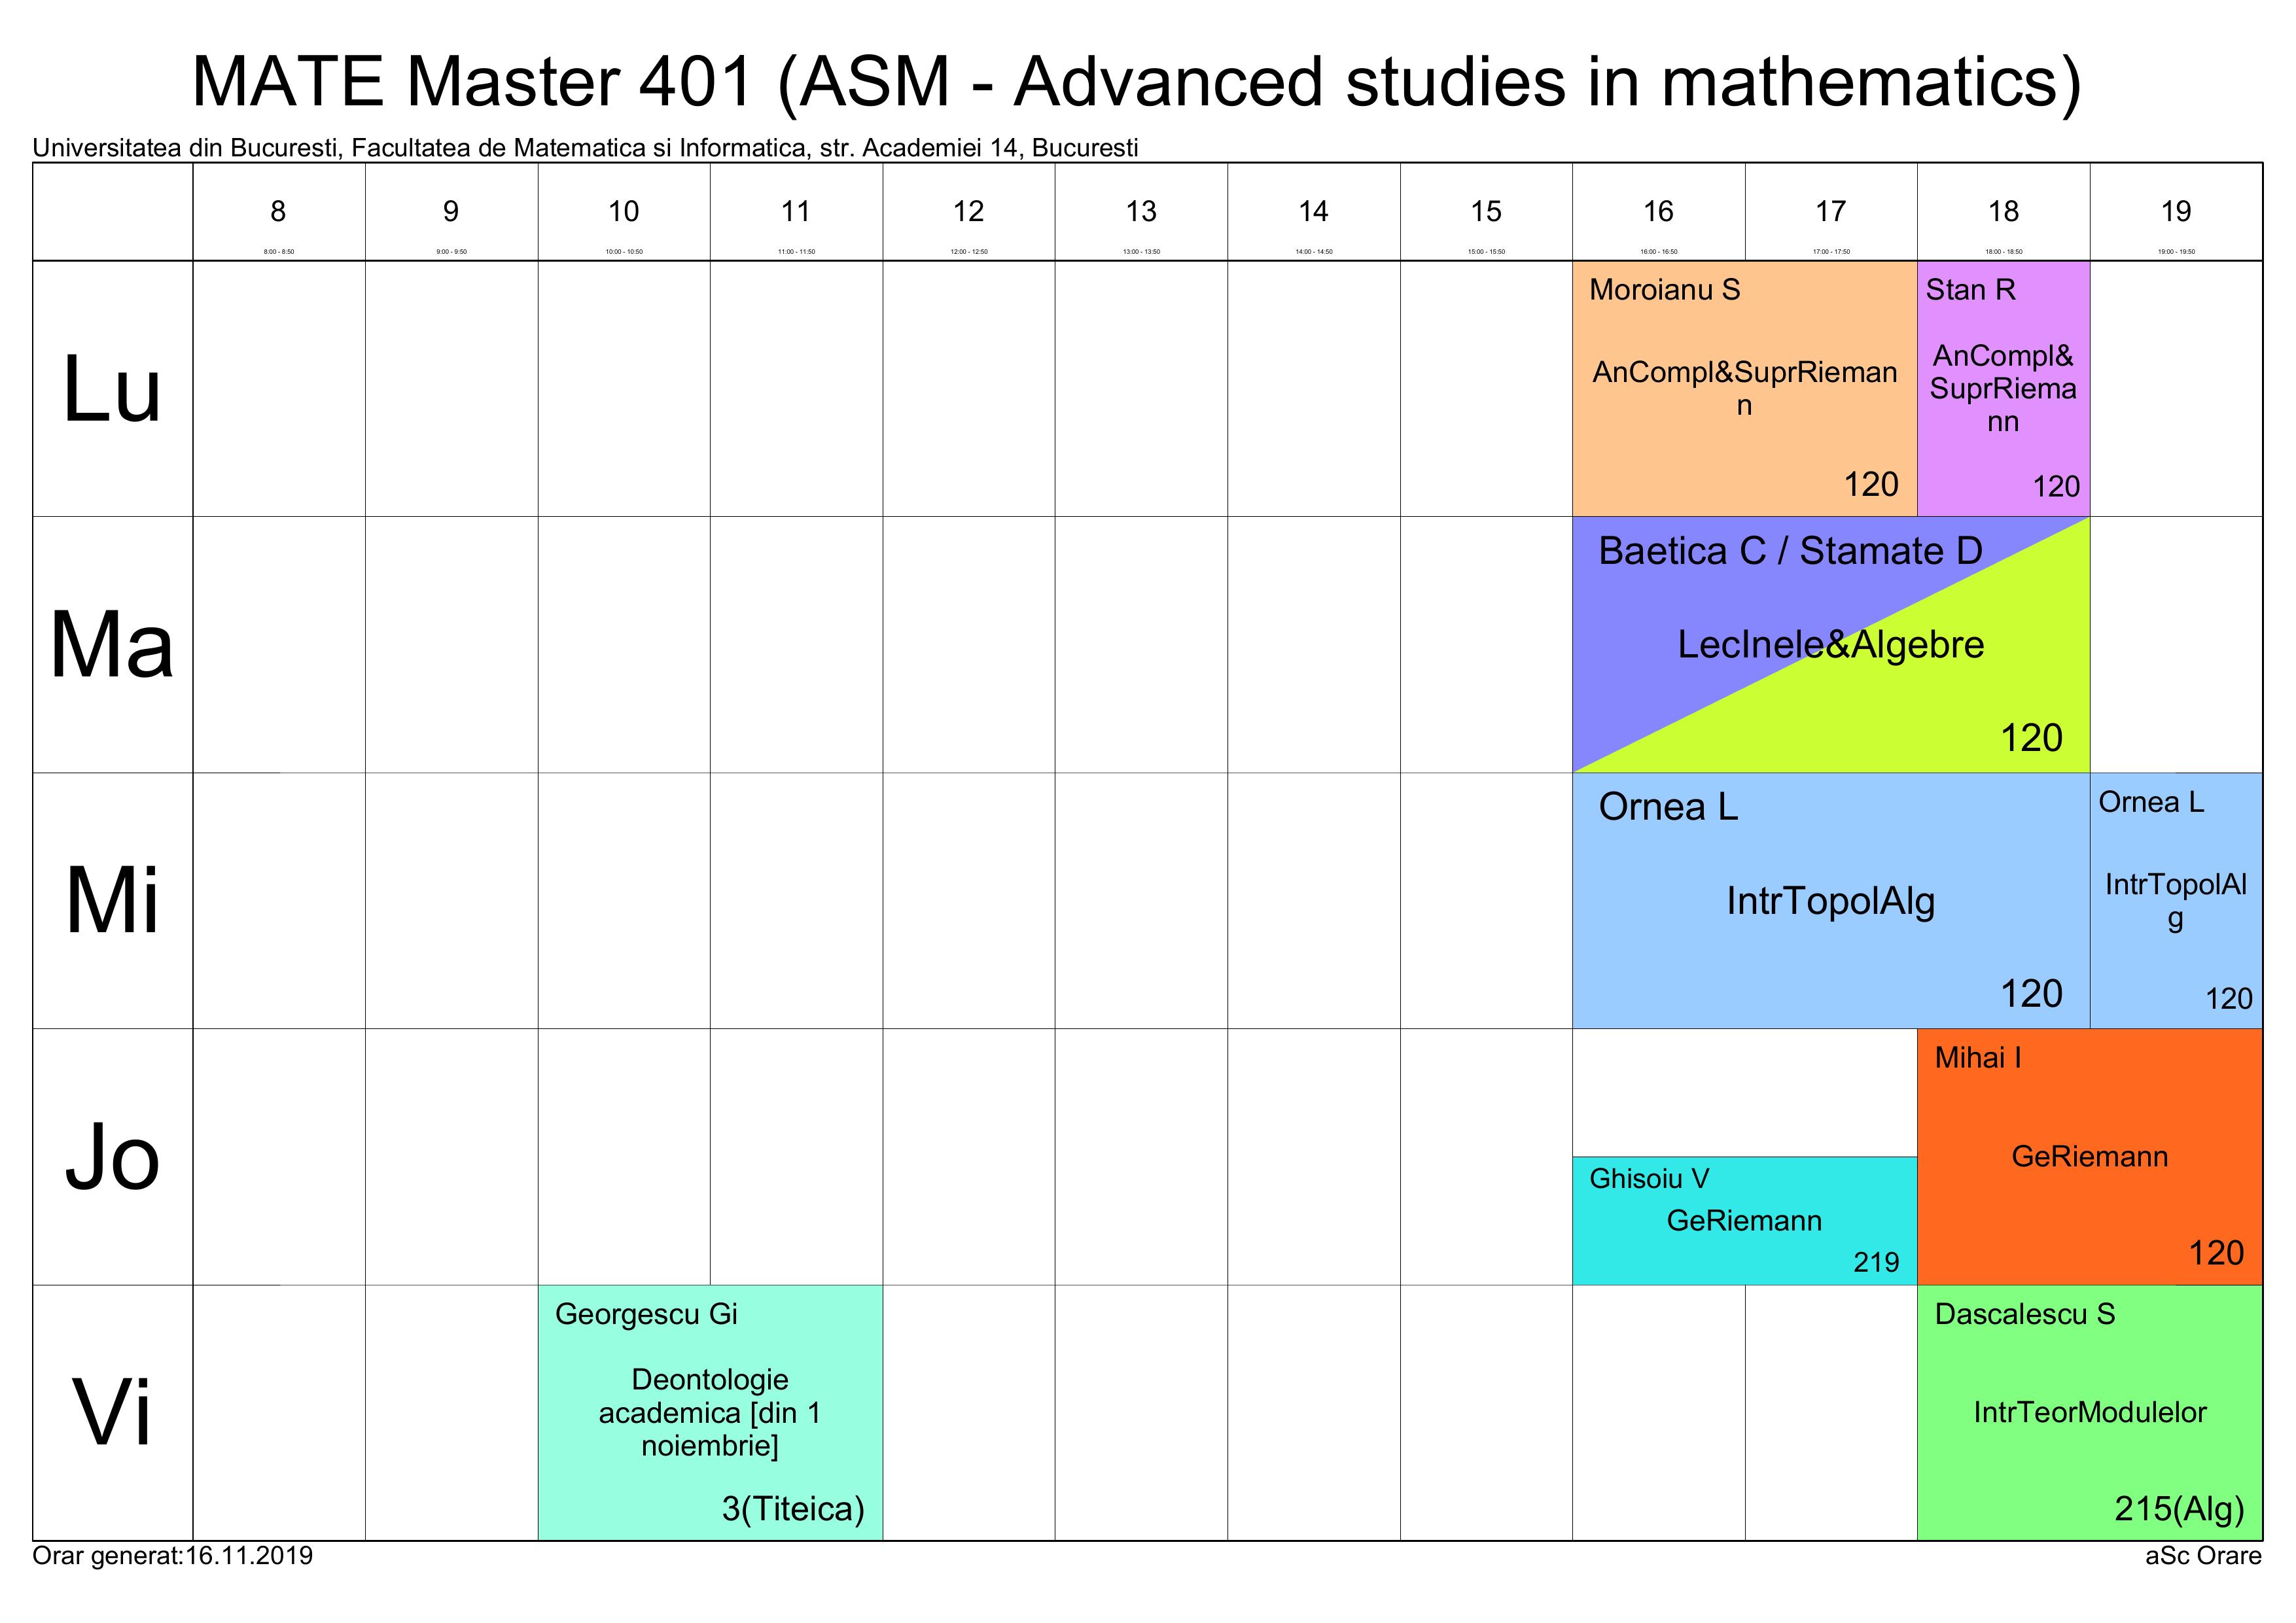 MATE Master 401 (ASM - Advanced studies in mathematics)
Universitatea din Bucuresti, Facultatea de Matematica si Informatica, str. Academiei 14, Bucuresti
8 9 10 11 12 13 14 15 16 17 18 19
8:00 - 8:50 9:00 - 9:50 10:00 - 10:50 11:00 - 11:50 12:00 - 12:50 13:00 - 13:50 14:00 - 14:50 15:00 - 15:50 16:00 - 16:50 17:00 - 17:50 18:00 - 18:50 19:00 - 19:50
Lu
Moroianu S
AnCompl&SuprRieman
n
120
Stan R
AnCompl&
SuprRiema
nn
120
Ma
Baetica C / Stamate D
LecInele&Algebre
120
Mi
Ornea L
IntrTopolAlg
120
Ornea L
IntrTopolAl
g
120
Jo
Ghisoiu V
GeRiemann
219
Mihai I
GeRiemann
120
Vi
Georgescu Gi
Deontologie
academica [din 1
noiembrie]
3(Titeica)
Dascalescu S
IntrTeorModulelor
215(Alg)
Orar generat:16.11.2019
aSc Orare